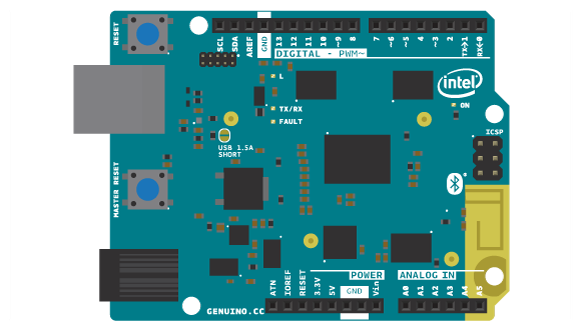 RESET
SCL
SDA
AREF
GND
13
12
11
10
~9
8
7
~6
~5
4
~3
2
TX→1
RX←0
DIGITAL - PWM~
L
TX/RX
FAULT
USB 1.5A
SHORT
intel
ON
ICSP
MASTER RESET
POWER
ANALOG IN
ATN
IOREF
RESET
3.3V
5V
GND
Vin
A0
A1
A2
A3
A4
A5
GENUINO.CC